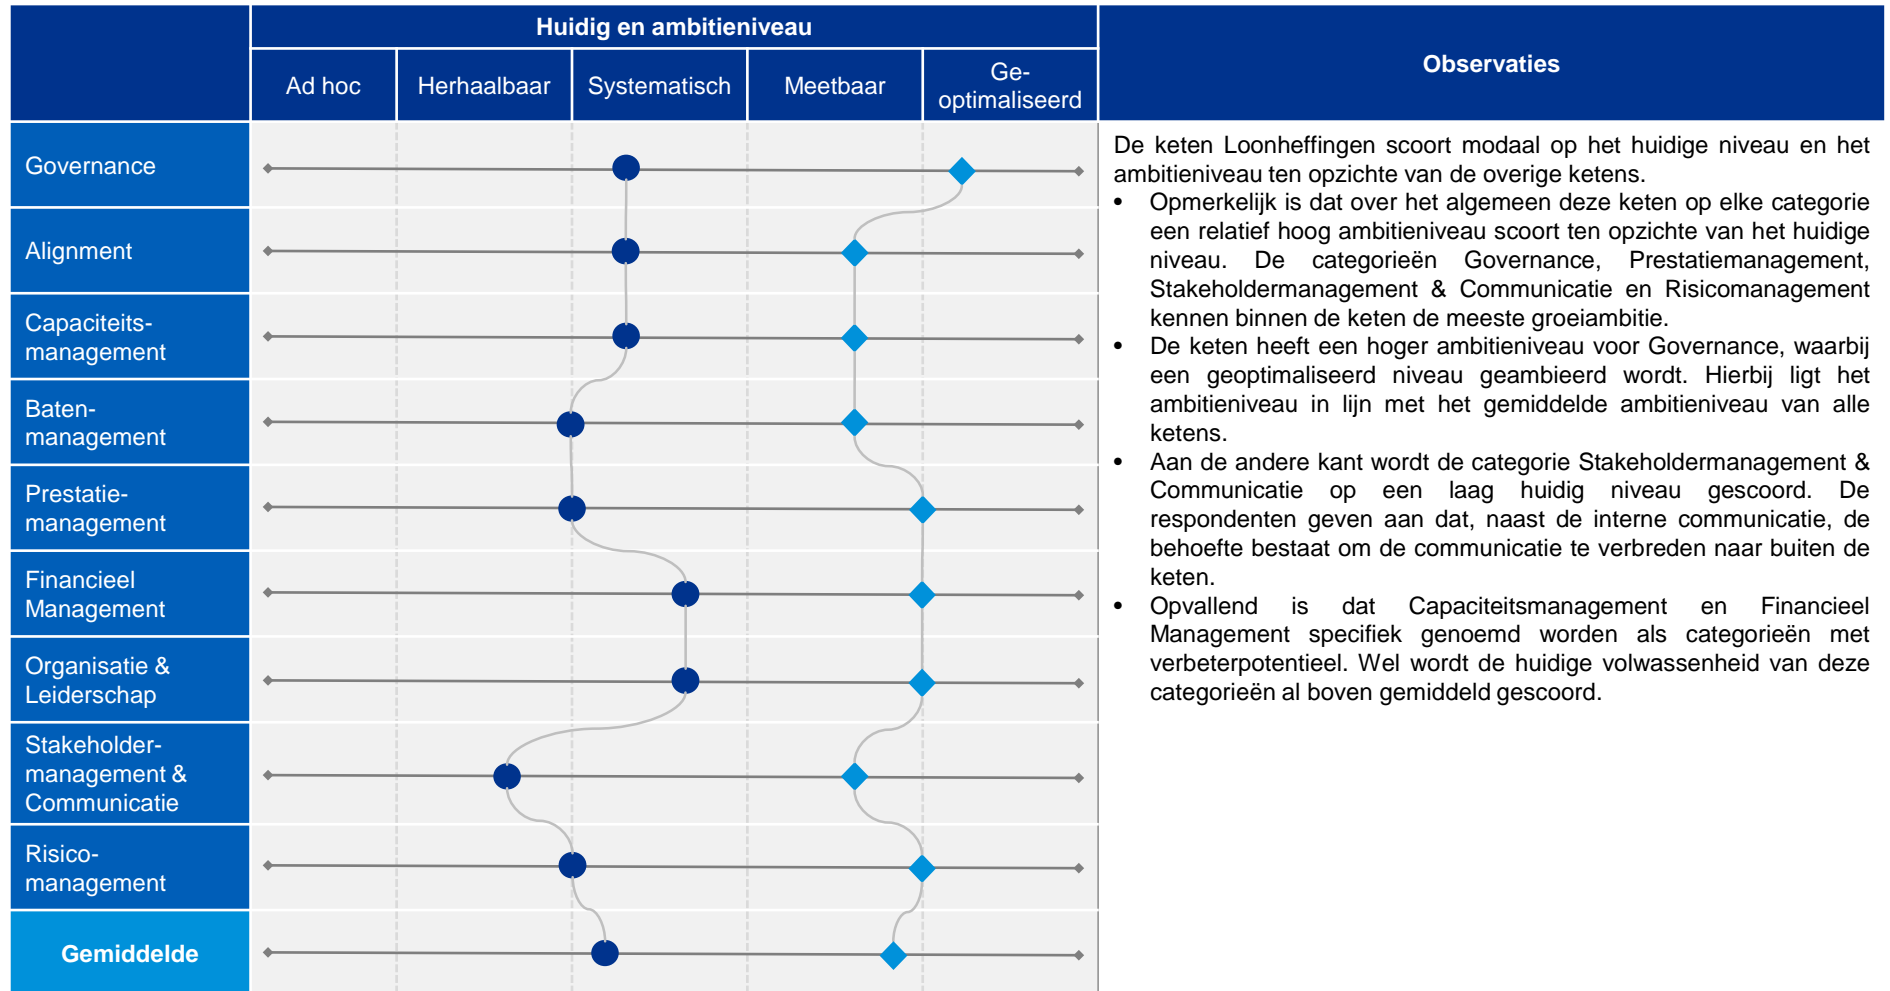 Huidig en ambitieniveau
Observaties
Ad hoc
Herhaalbaar
Systematisch
Meetbaar
Ge-
optimaliseerd
Governance
Alignment
Capaciteits-
management
Baten-
management
Prestatie-
management
Financieel
Management
Organisatie &
Leiderschap
Stakeholder-
management &
Communicatie
Risico-
management
Gemiddelde
De keten Loonheffingen scoort modaal op het huidige niveau en het
ambitieniveau ten opzichte van de overige ketens.
• Opmerkelijk is dat over het algemeen deze keten op elke categorie
een relatief hoog ambitieniveau scoort ten opzichte van het huidige
niveau. De categorieën Governance, Prestatiemanagement,
Stakeholdermanagement & Communicatie en Risicomanagement
kennen binnen de keten de meeste groeiambitie.
• De keten heeft een hoger ambitieniveau voor Governance, waarbij
een geoptimaliseerd niveau geambieerd wordt. Hierbij ligt het
ambitieniveau in lijn met het gemiddelde ambitieniveau van alle
ketens.
• Aan de andere kant wordt de categorie Stakeholdermanagement &
Communicatie op een laag huidig niveau gescoord. De
respondenten geven aan dat, naast de interne communicatie, de
behoefte bestaat om de communicatie te verbreden naar buiten de
keten.
• Opvallend is dat Capaciteitsmanagement en Financieel
Management specifiek genoemd worden als categorieën met
verbeterpotentieel. Wel wordt de huidige volwassenheid van deze
categorieën al boven gemiddeld gescoord.